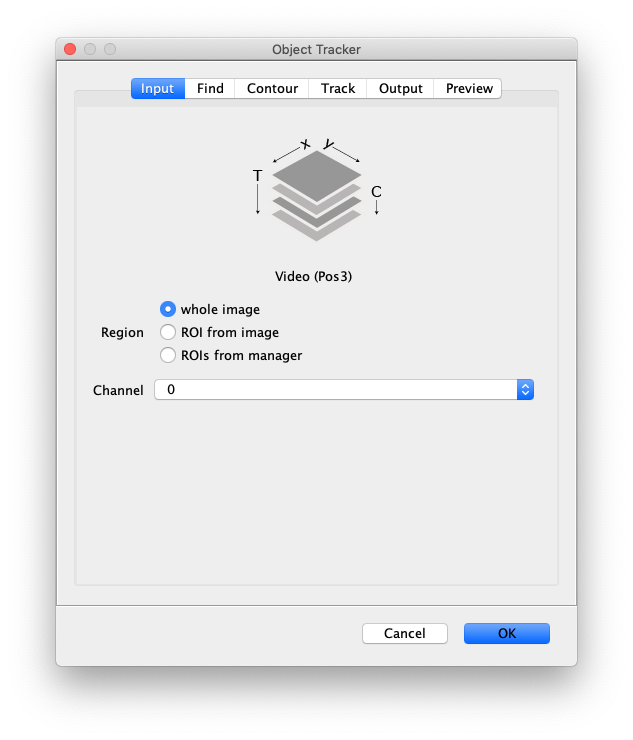 Object Tracker
Input Find Contour Track Output Preview
x y
T
C
Video (Pos3)
whole image
Region ROI from image
ROIs from manager
Channel 0
Cancel OK